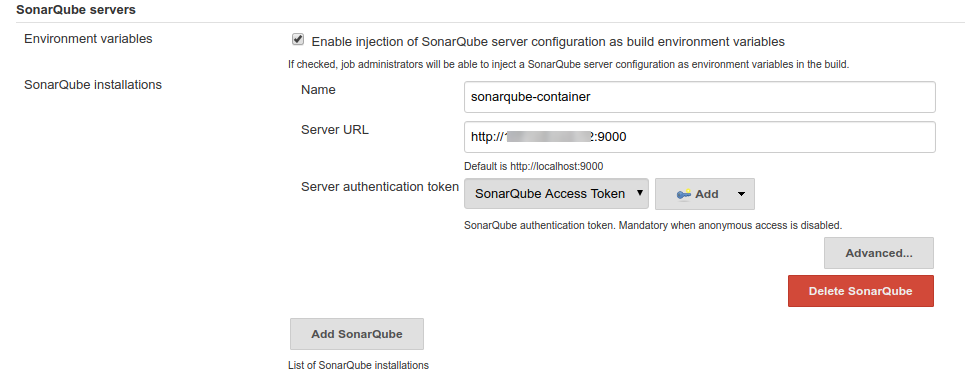 SonarQube servers
Environment variables
Enable injection of SonarQube server configuration as build environment variables
If checked, job administrators will be able to inject a SonarQube server configuration as environment variables in the build.
SonarQube installations
Name
sonarqube-container
Server URL
http:// :9000
Default is http://localhost:9000
Server authentication token
SonarQube Access Token
Add
SonarQube authentication token. Mandatory when anonymous access is disabled.
Advanced...
Delete SonarQube
Add SonarQube
List of SonarQube installations